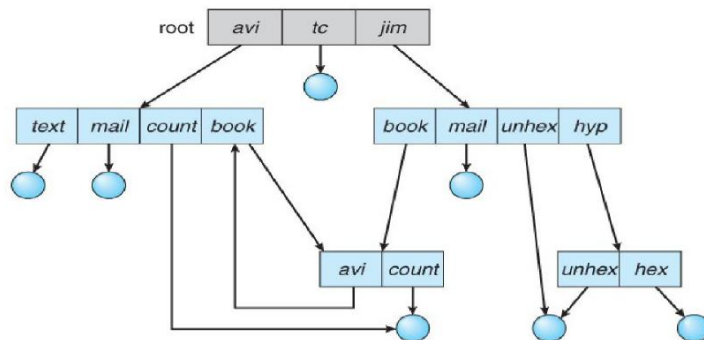 root avi tc jim
text mail count book
book mail unhex hyp
avi count
unhex hex